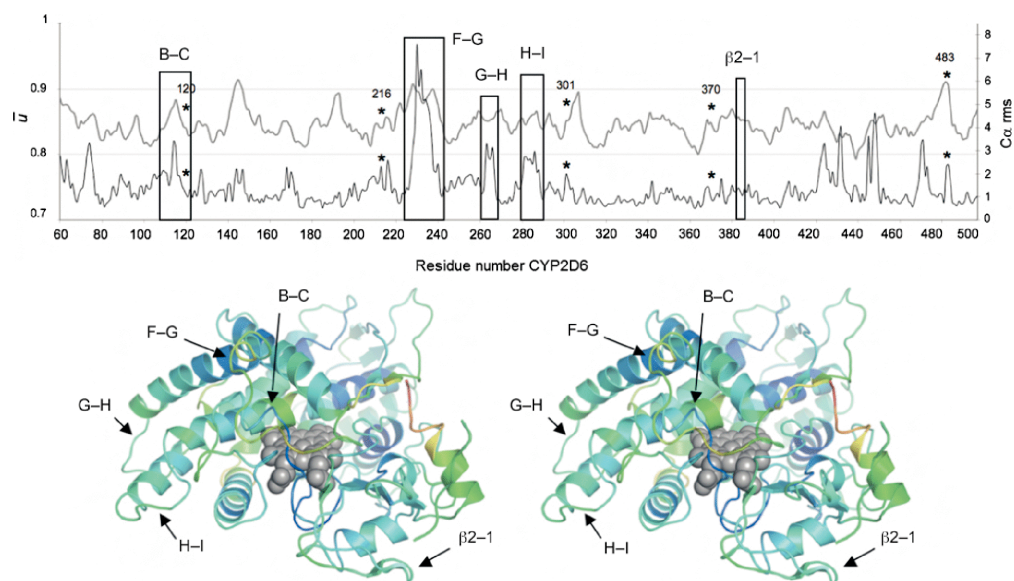 1
0.9
0.8
0.7
u̅
B–C
120
216
F–G
G–H
H–I
301
370
β2–1
483
* * * * *
* * * * *
8
7
6
5
4
3
2
1
0
Cα rms
60 80 100 120 140 160 180 200 220 240 260 280 300 320 340 360 380 400 420 440 460 480 500
Residue number CYP2D6
B–C
F–G
G–H
H–I
β2–1
B–C
F–G
G–H
H–I
β2–1